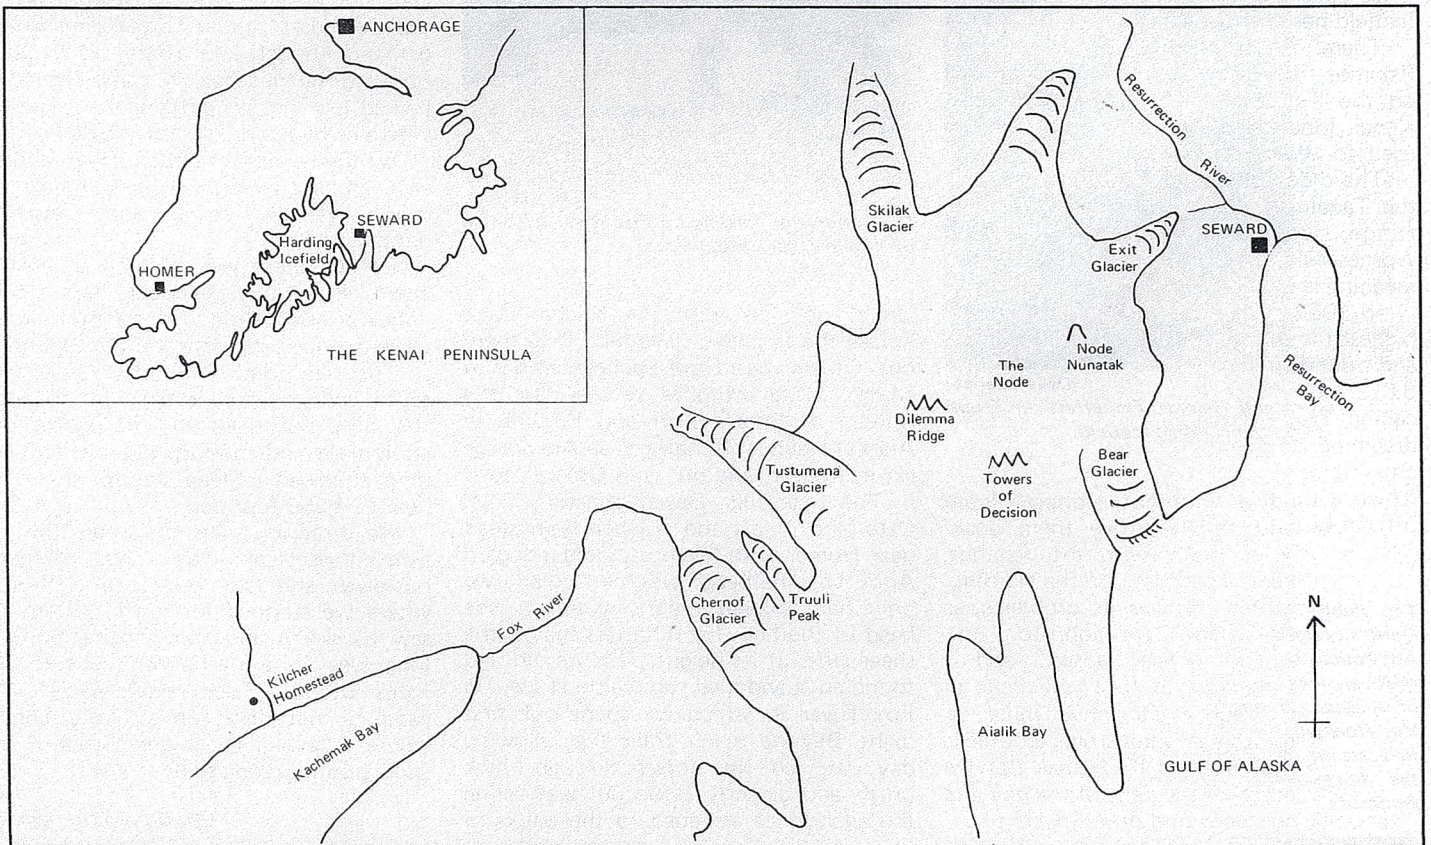 ANCHORAGE
SEWARD
Harding
Icefield
HOMER
THE KENAI PENINSULA
Resurrection
River
Skilak
Glacier
SEWARD
Exit
Glacier
Node
Nunatak
The
Node
Resurrection
Bay
Dilemma
Ridge
Bear
Glacier
Towers
of
Decision
Tustumena
Glacier
Chernof
Glacier
Truuli
Peak
Fox River
Kilcher
Homestead
Kachemak Bay
N
Aialik Bay
GULF OF ALASKA